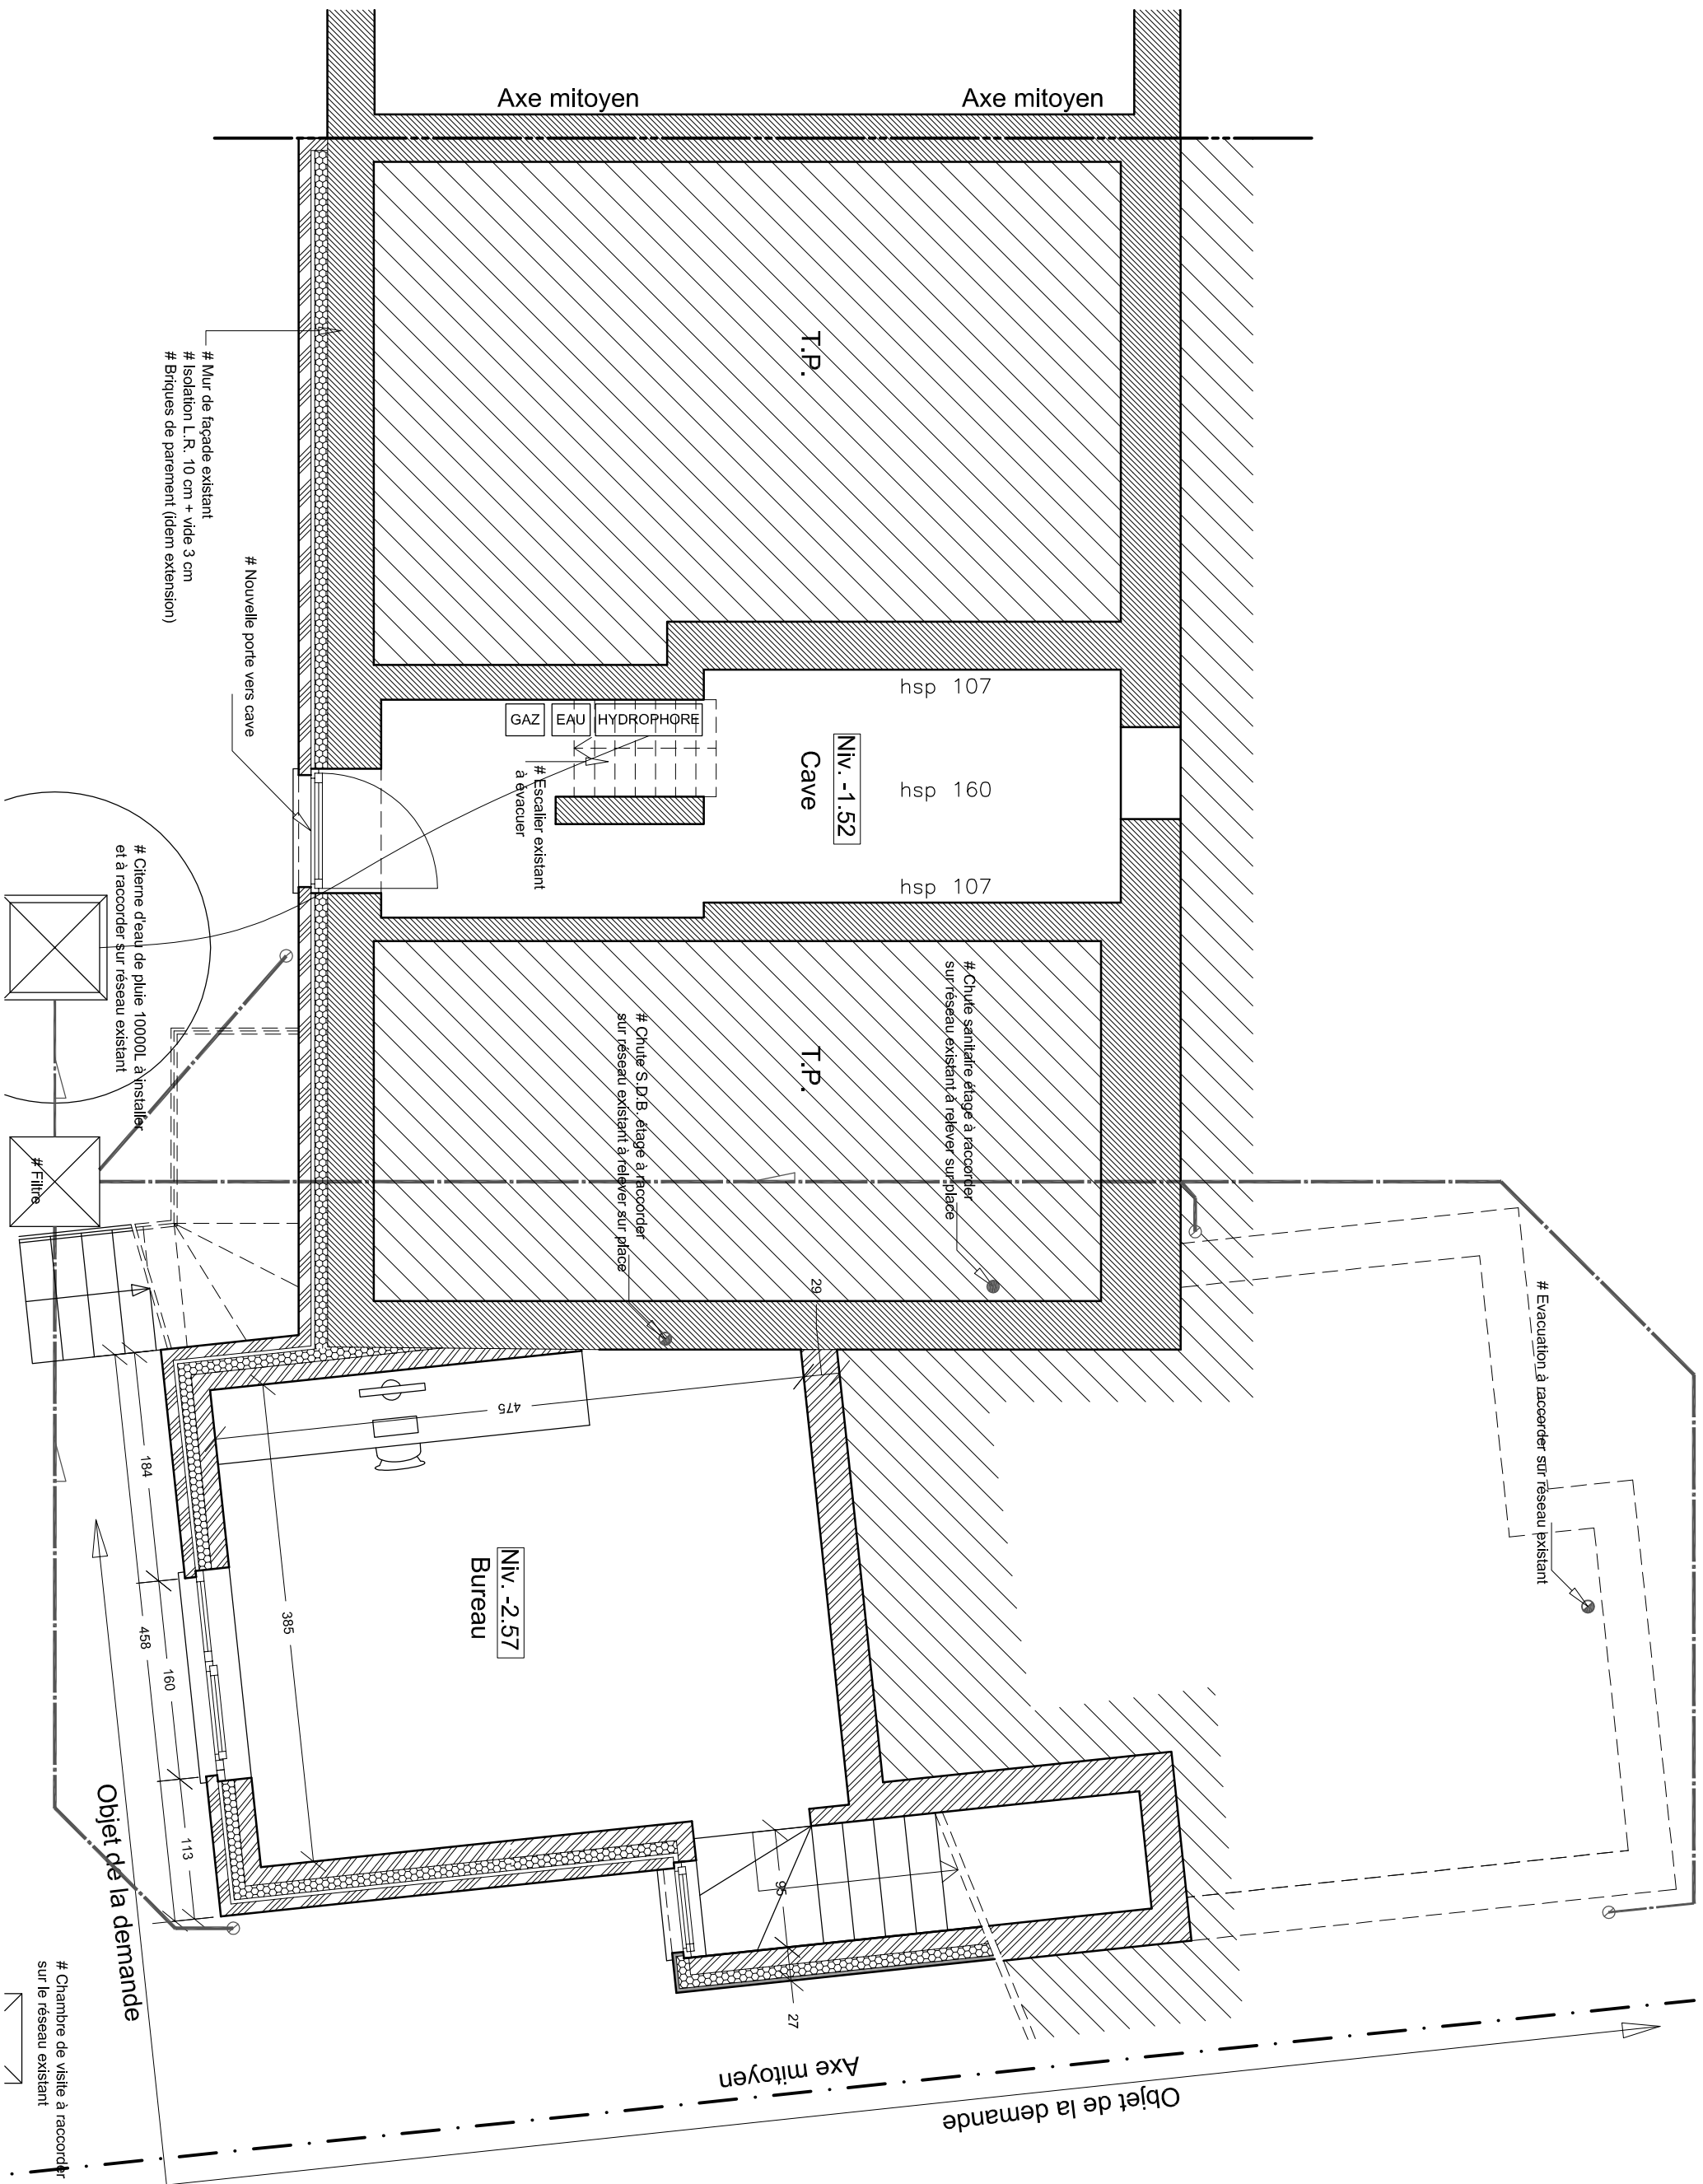 Axe mitoyen
Axe mitoyen
T.P.
# Mur de façade existant
# Isolation L.R. 10 cm + vide 3 cm
# Briques de parement (idem extension)
# Nouvelle porte vers cave
hsp 107
GAZ
EAU
HYDROPHORE
Niv. -1.52
Cave
hsp 160
# Escalier existant
à évacuer
hsp 107
# Citerne d'eau de pluie 10000L à installer
et à raccorder sur réseau existant
# Chute sanitaire étage à raccorder
sur réseau existant à relever sur place
# Chute S.D.B. étage à raccorder
sur réseau existant à relever sur place
T.P.
# Filtre
29
# Evacuation à raccorder sur réseau existant
475
184
385
Niv. -2.57
Bureau
458
160
113
Objet de la demande
95
27
# Chambre de visite à raccorder
sur le réseau existant
Axe mitoyen
Objet de la demande